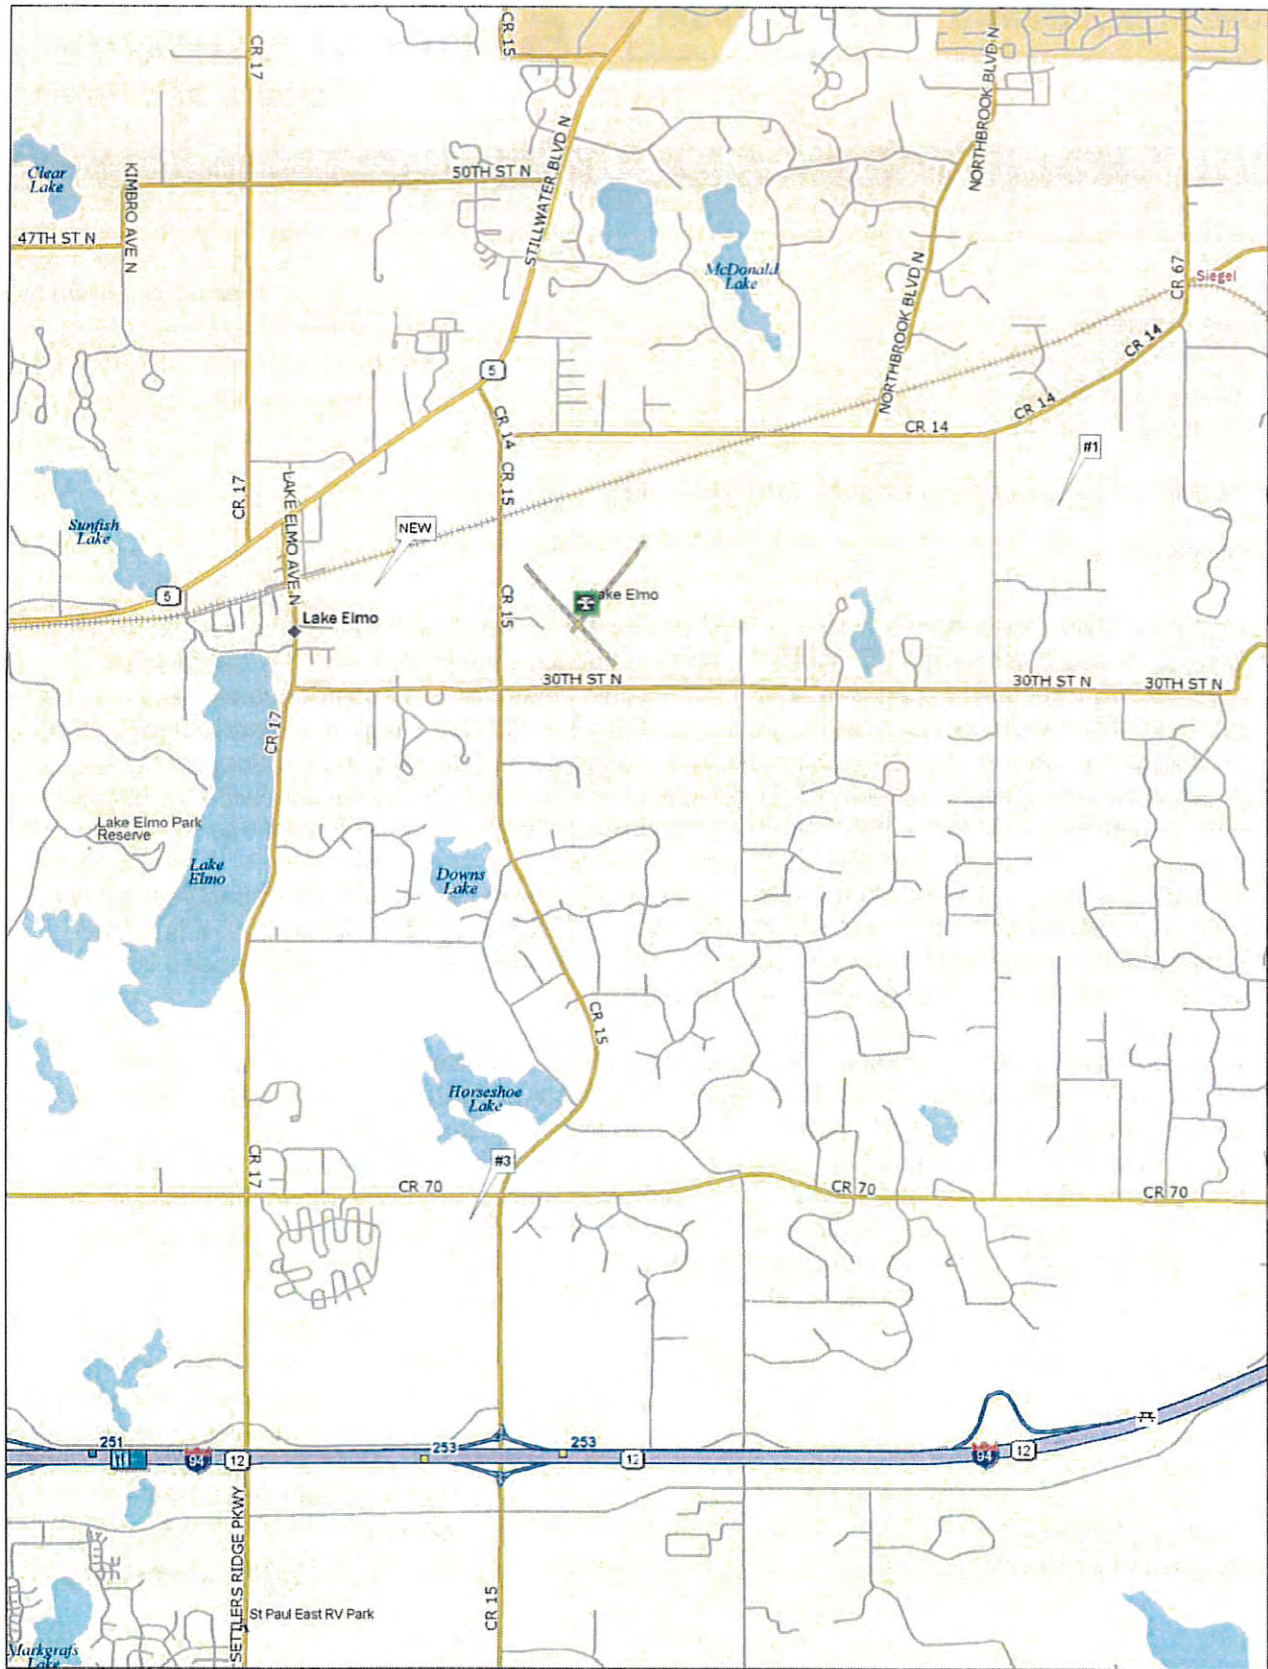 CR 15
CR 17
NORTHBROOK BLVD N
STILLWATER BLVD N
Clear
Lake
KIMBRO AVE N
50TH ST N
NORTHBROOK BLVD N
47TH ST N
McDonald
Lake
CR 67
Siegel
NORTHBROOK BLVD N
CR 14
5
CR 14
CR 14
CR 14
#1
CR 17
LAKE ELMO AVE N
CR 15
Sunfish
Lake
NEW
5
Lake Elmo
CR 15
Lake Elmo
30TH ST N
30TH ST N
30TH ST N
CR 17
Lake Elmo Park
Reserve
Lake
Elmo
Downs
Lake
CR 15
Horseshoe
Lake
#3
CR 17
CR 70
CR 70
CR 70
251
94
12
253
253
12
94
12
SETTLERS RIDGE PKWY
CR 15
St Paul East RV Park
Markgrafs
Lake